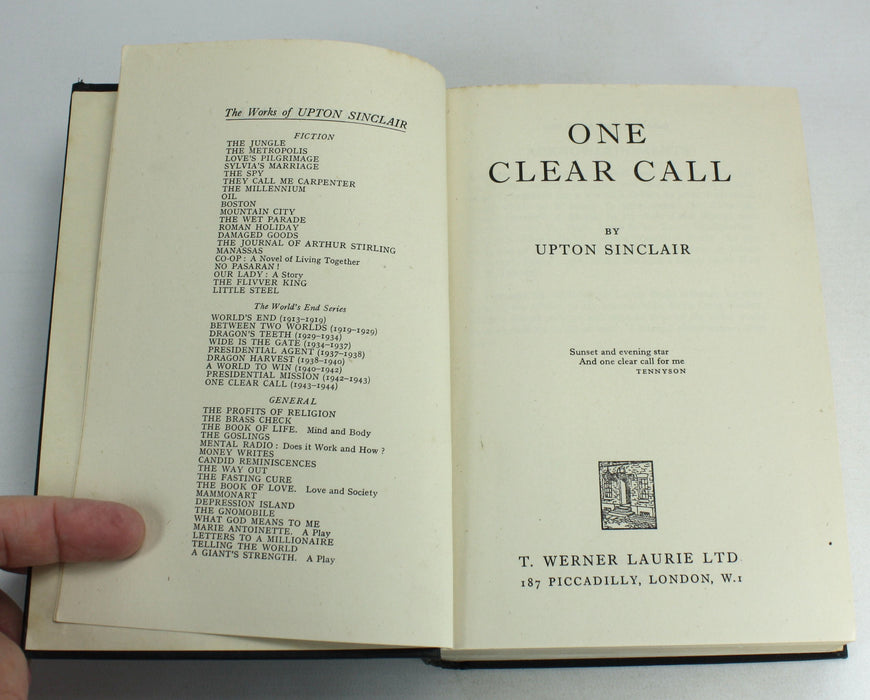 The Works of UPTON SINCLAIR
FICTION
THE JUNGLE
THE METROPOLIS
LOVE'S PILGRIMAGE
SYLVIA'S MARRIAGE
THE SPY
THEY CALL ME CARPENTER
THE MILLENNIUM
OIL
BOSTON
MOUNTAIN CITY
THE WET PARADE
ROMAN HOLIDAY
DAMAGED GOODS
THE JOURNAL OF ARTHUR STIRLING
MANASSAS
CO-OP : A Novel of Living Together
NO PASARAN !
OUR LADY : A Story
THE FLIVVER KING
LITTLE STEEL
The World's End Series
WORLD'S END (1913–1919)
BETWEEN TWO WORLDS (1919–1929)
DRAGON'S TEETH (1929–1934)
WIDE IS THE GATE (1934–1937)
PRESIDENTIAL AGENT (1937–1938)
DRAGON HARVEST (1938–1940)
A WORLD TO WIN (1940–1942)
PRESIDENTIAL MISSION (1942–1943)
ONE CLEAR CALL (1943–1944)
GENERAL
THE PROFITS OF RELIGION
THE BRASS CHECK
THE BOOK OF LIFE. Mind and Body
THE GOSLINGS
MENTAL RADIO : Does it Work and How ?
MONEY WRITES
CANDID REMINISCENCES
THE WAY OUT
THE FASTING CURE
THE BOOK OF LOVE. Love and Society
MAMMONART
DEPRESSION ISLAND
THE GNOMOBILE
WHAT GOD MEANS TO ME
MARIE ANTOINETTE. A Play
LETTERS TO A MILLIONAIRE
TELLING THE WORLD
A GIANT'S STRENGTH. A Play
ONE
CLEAR CALL
BY
UPTON SINCLAIR
Sunset and evening star
And one clear call for me
TENNYSON
T. WERNER LAURIE LTD
187 PICCADILLY, LONDON, W.1